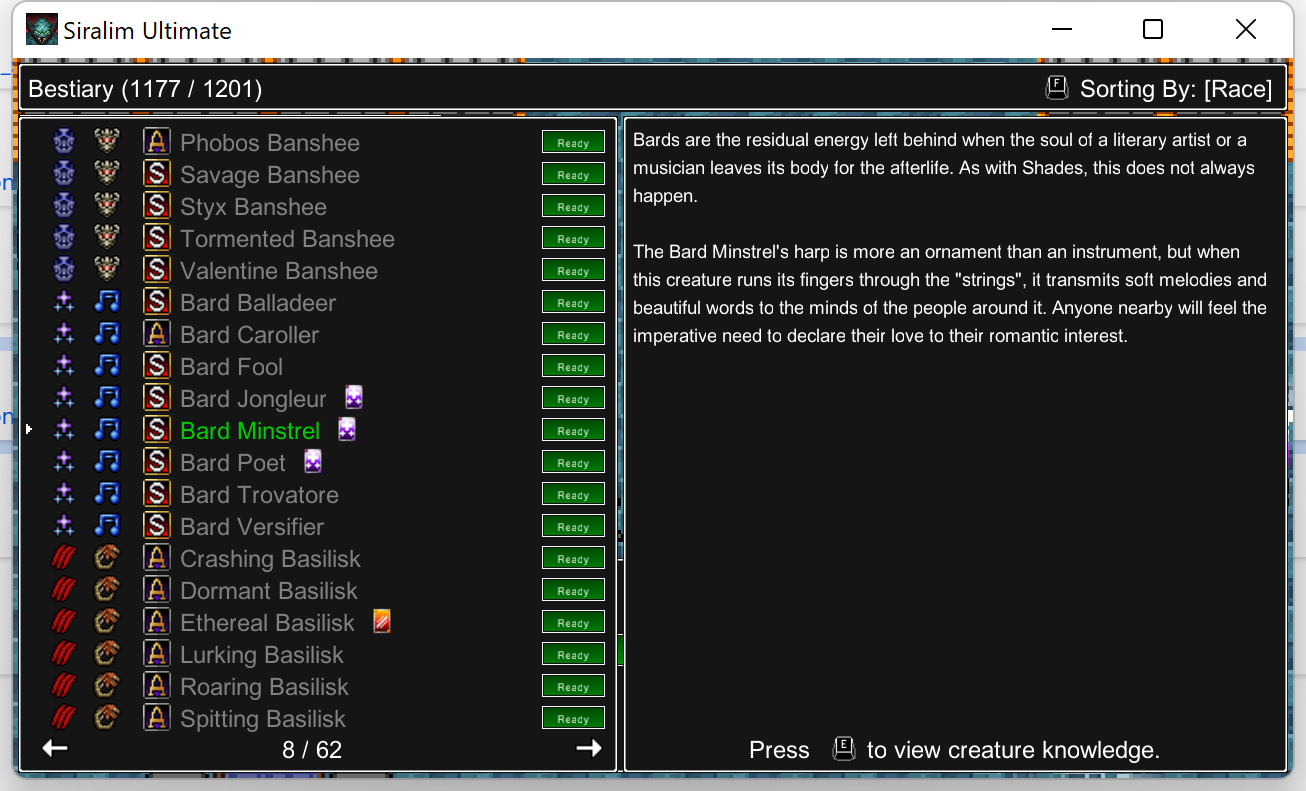 Siralim Ultimate
Bestiary (1177 / 1201)
F Sorting By: [Race]
A Phobos Banshee Ready
S Savage Banshee Ready
S Styx Banshee Ready
S Tormented Banshee Ready
S Valentine Banshee Ready
S Bard Balladeer Ready
A Bard Caroller Ready
S Bard Fool Ready
S Bard Jongleur Ready
S Bard Minstrel Ready
S Bard Poet Ready
S Bard Trovatore Ready
S Bard Versifier Ready
A Crashing Basilisk Ready
A Dormant Basilisk Ready
A Ethereal Basilisk Ready
A Lurking Basilisk Ready
A Roaring Basilisk Ready
A Spitting Basilisk Ready
8 / 62
Bards are the residual energy left behind when the soul of a literary artist or a
musician leaves its body for the afterlife. As with Shades, this does not always
happen.
The Bard Minstrel's harp is more an ornament than an instrument, but when
this creature runs its fingers through the "strings", it transmits soft melodies and
beautiful words to the minds of the people around it. Anyone nearby will feel the
imperative need to declare their love to their romantic interest.
Press E to view creature knowledge.